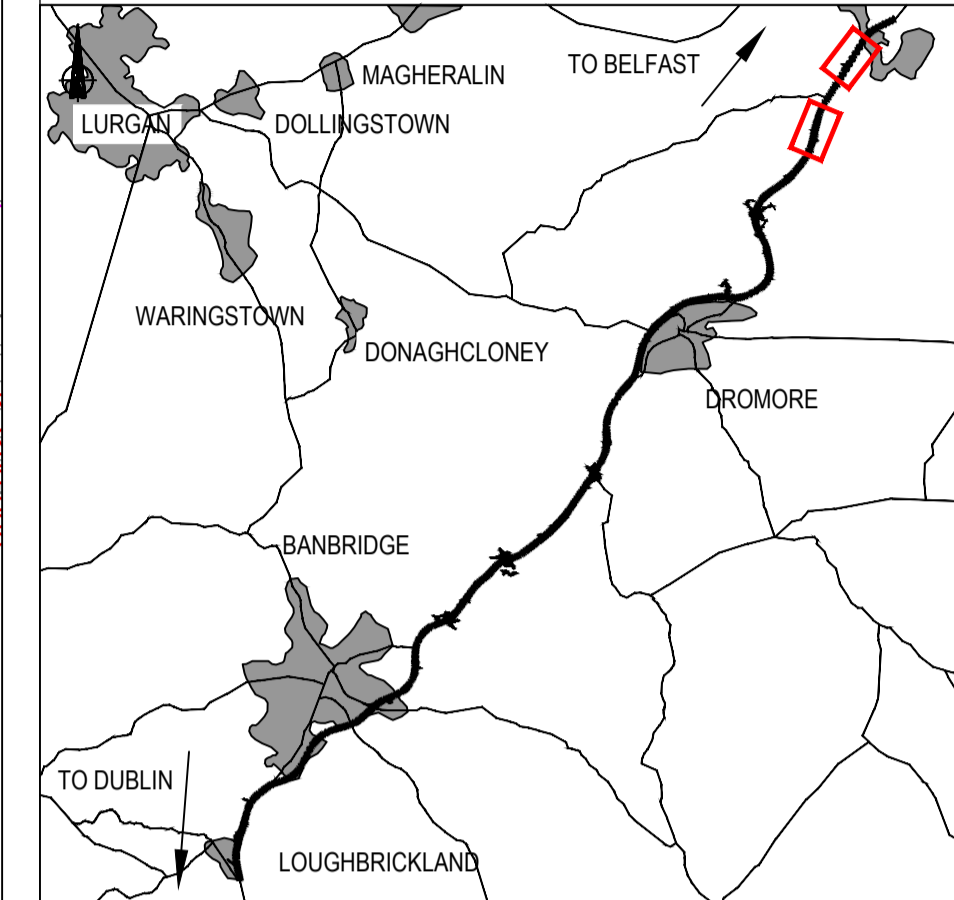 TO BELFAST
MAGHERALIN
LURGAN
DOLLINGSTOWN
WARINGSTOWN
DONAGHCLONEY
DROMORE
BANBRIDGE
TO DUBLIN
LOUGHBRICKLAND